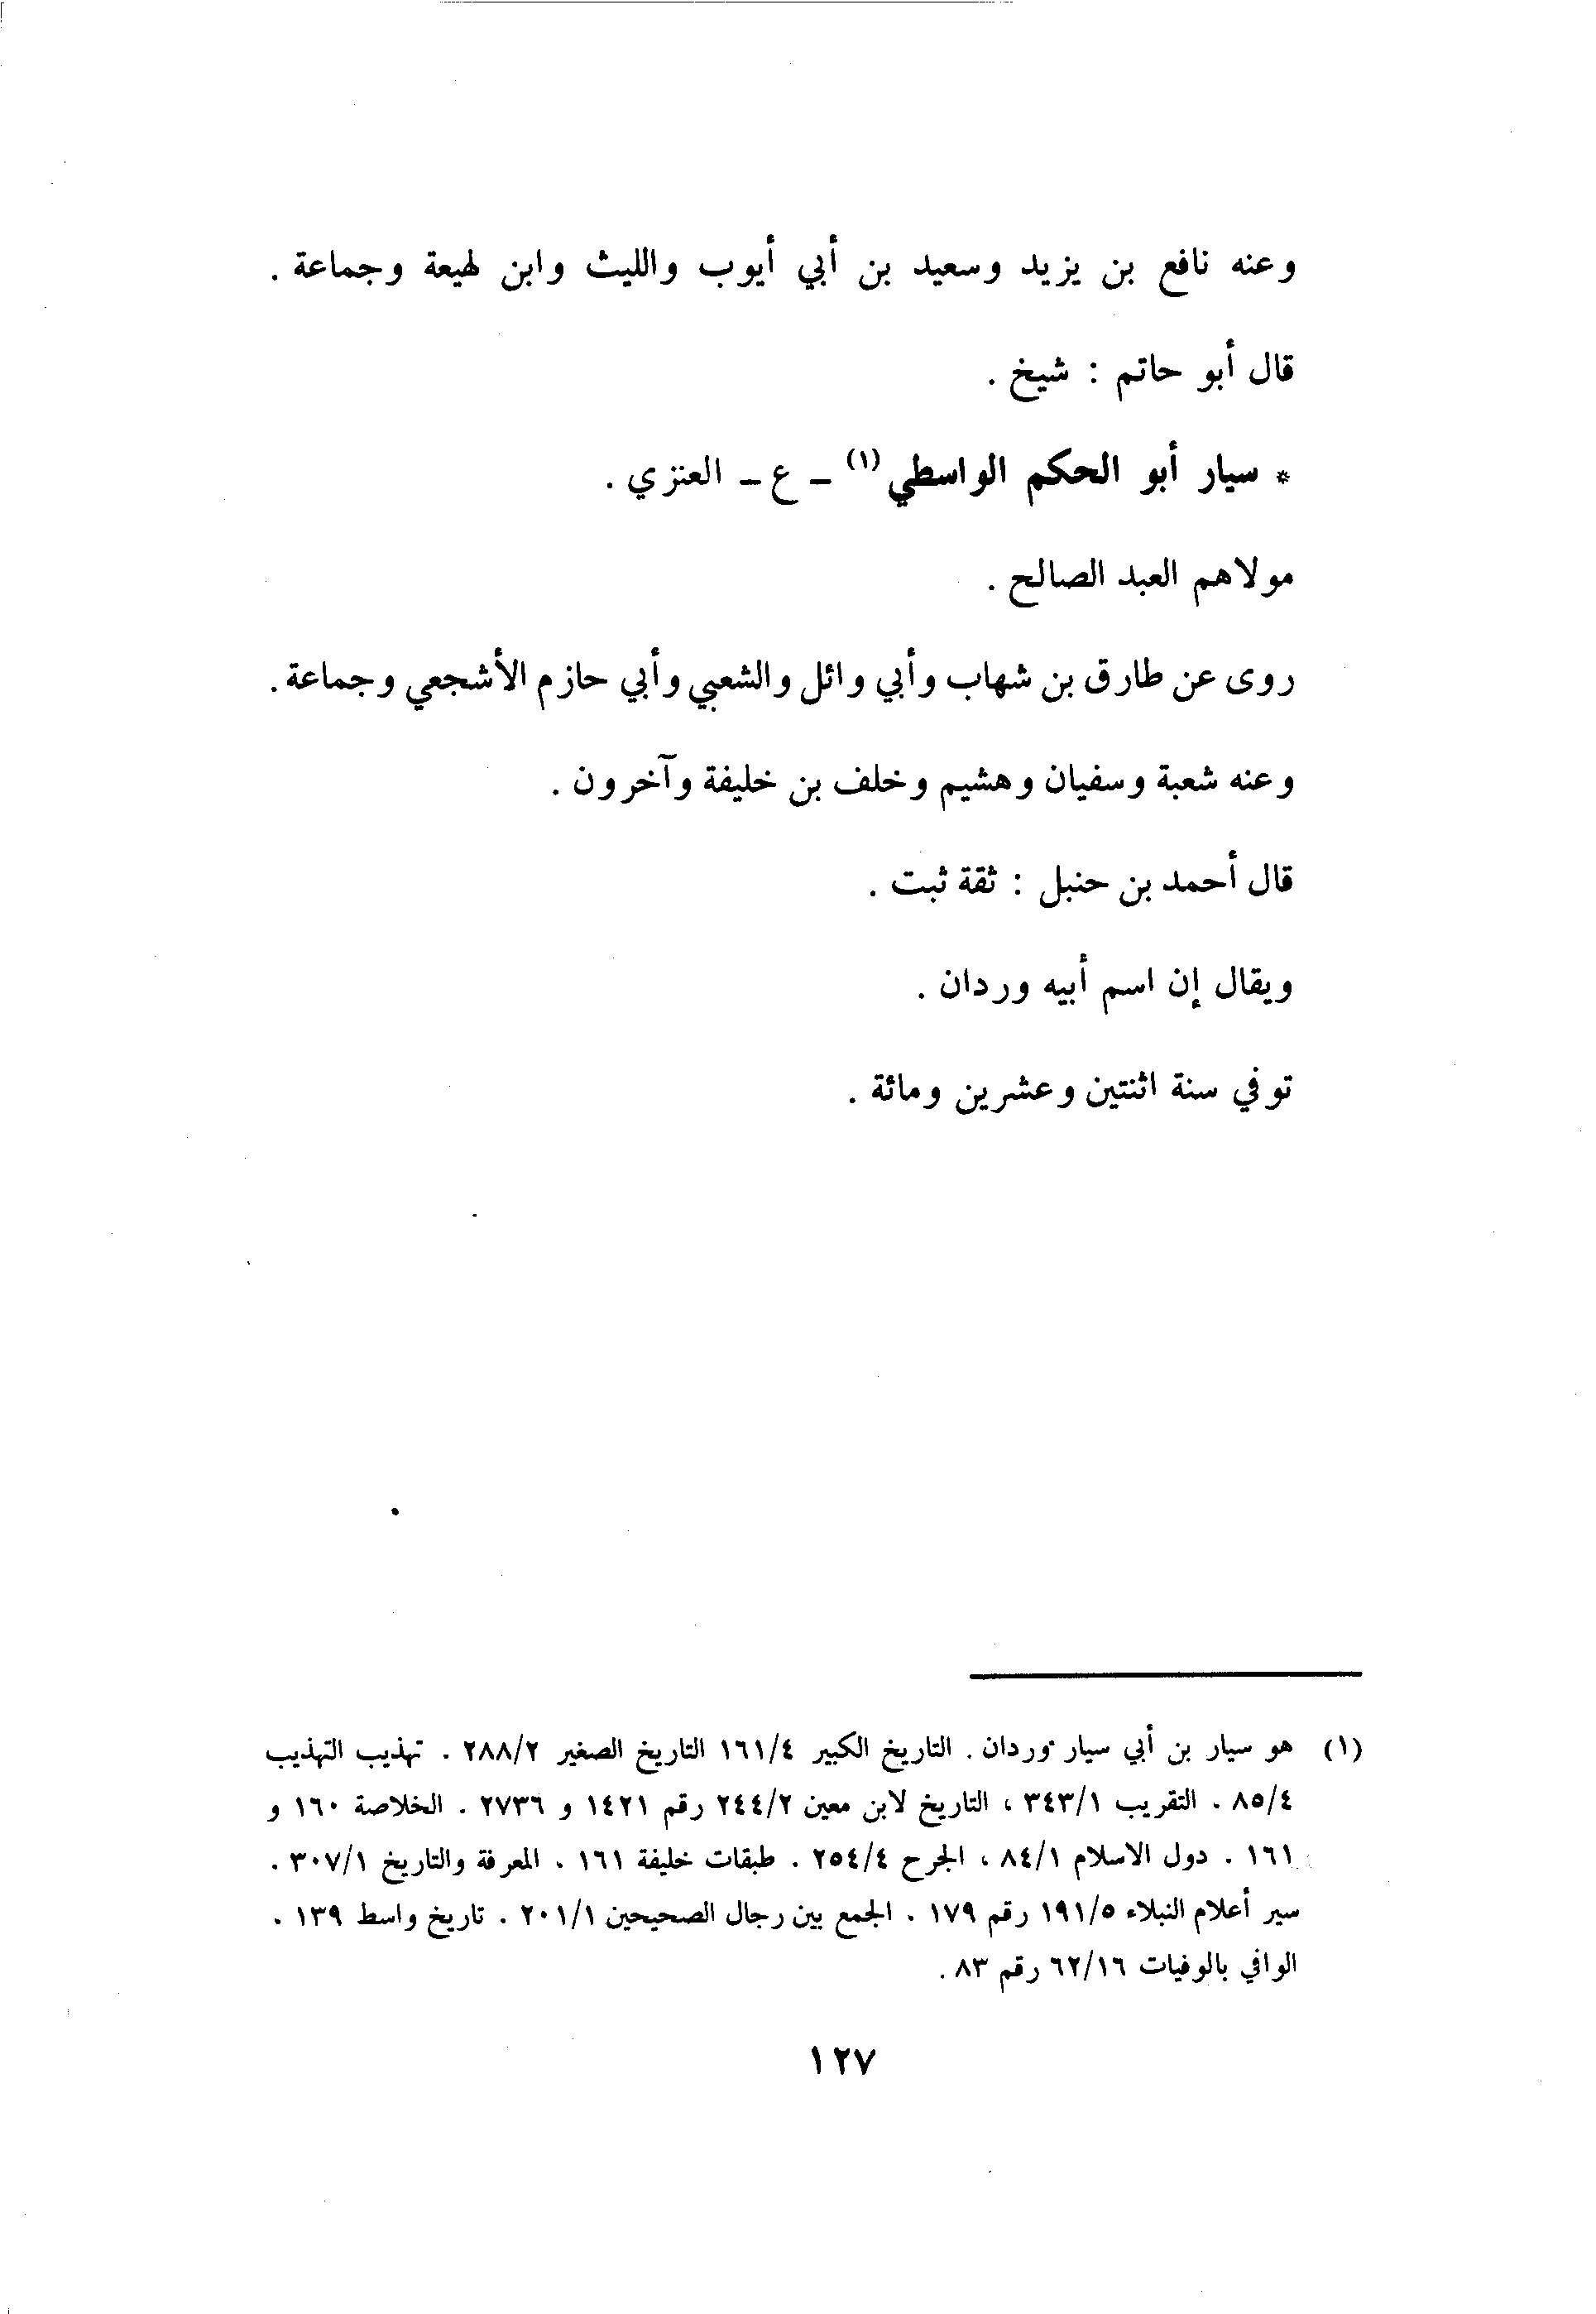 وعنه نافع بن يزيد وسعيد بن أبي أيوب والليث وابن لهيعة وجماعة .
قال أبو حاتم : شيخ .
* سيار أبو الحكم الواسطي (١) ــ ع ــ العنزي .
مولاهم العبد الصالح .
روى عن طارق بن شهاب وأبي وائل والشعبي وأبي حازم الأشجعي وجماعة .
وعنه شعبة وسفيان وهشيم وخلف بن خليفة وآخرون .
قال أحمد بن حنبل : ثقة ثبت .
ويقال إن اسم أبيه وردان .
توفي سنة اثنتين وعشرين ومائة .
(١) هو سيار بن أبي سيار وردان . التاريخ الكبير ١٦١/٤ التاريخ الصغير ٢٨٨/٢ . تهذيب التهذيب
٨٥/٤ . التقريب ٣٤٣/١ ، التاريخ لابن معين ٢٤٤/٢ رقم ١٤٢١ و ٢٧٣٦ . الخلاصة ١٦٠ و
١٦١ . دول الاسلام ٨٤/١ ، الجرح ٢٥٤/٤ . طبقات خليفة ١٦١ . المعرفة والتاريخ ٣٠٧/١ .
سير أعلام النبلاء ١٩١/٥ رقم ١٧٩ . الجمع بين رجال الصحيحين ٢٠١/١ . تاريخ واسط ١٣٩ .
الوافي بالوفيات ٦٢/١٦ رقم ٨٣ .
١٢٧